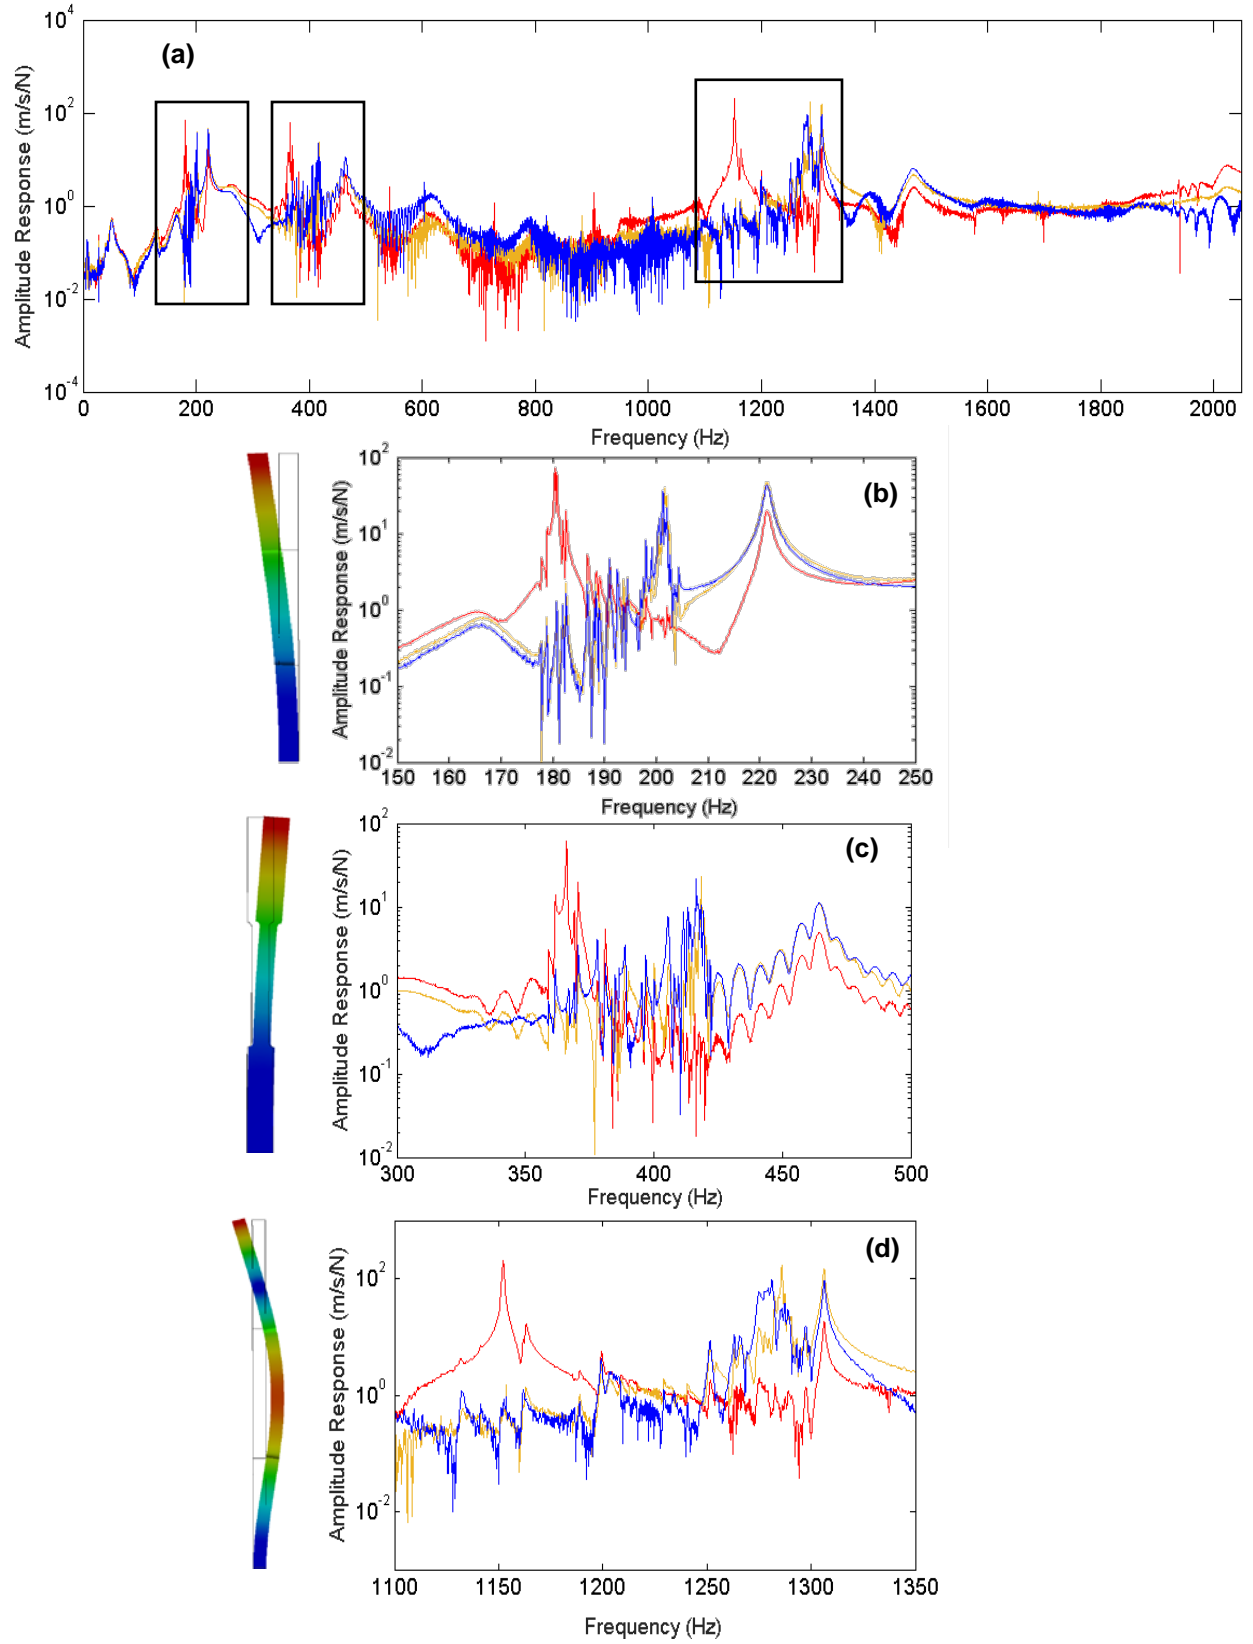 (a)
Amplitude Response (m/s/N)
10^4
10^2
10^0
10^-2
10^-4
0 200 400 600 800 1000 1200 1400 1600 1800 2000
Frequency (Hz)
(b)
Amplitude Response (m/s/N)
10^2
10^1
10^0
10^-1
10^-2
150 160 170 180 190 200 210 220 230 240 250
Frequency (Hz)
(c)
Amplitude Response (m/s/N)
10^2
10^1
10^0
10^-1
10^-2
300 350 400 450 500
Frequency (Hz)
(d)
Amplitude Response (m/s/N)
10^2
10^0
10^-2
1100 1150 1200 1250 1300 1350
Frequency (Hz)